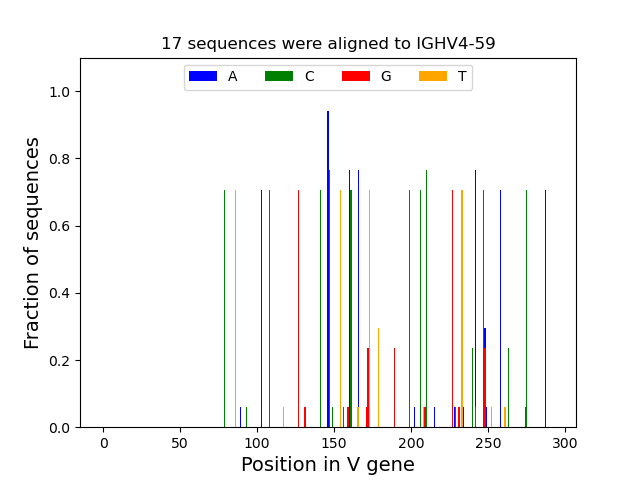 17 sequences were aligned to IGHV4-59
A C G T
1.0
0.8
0.6
0.4
0.2
0.0
Fraction of sequences
0 50 100 150 200 250 300
Position in V gene